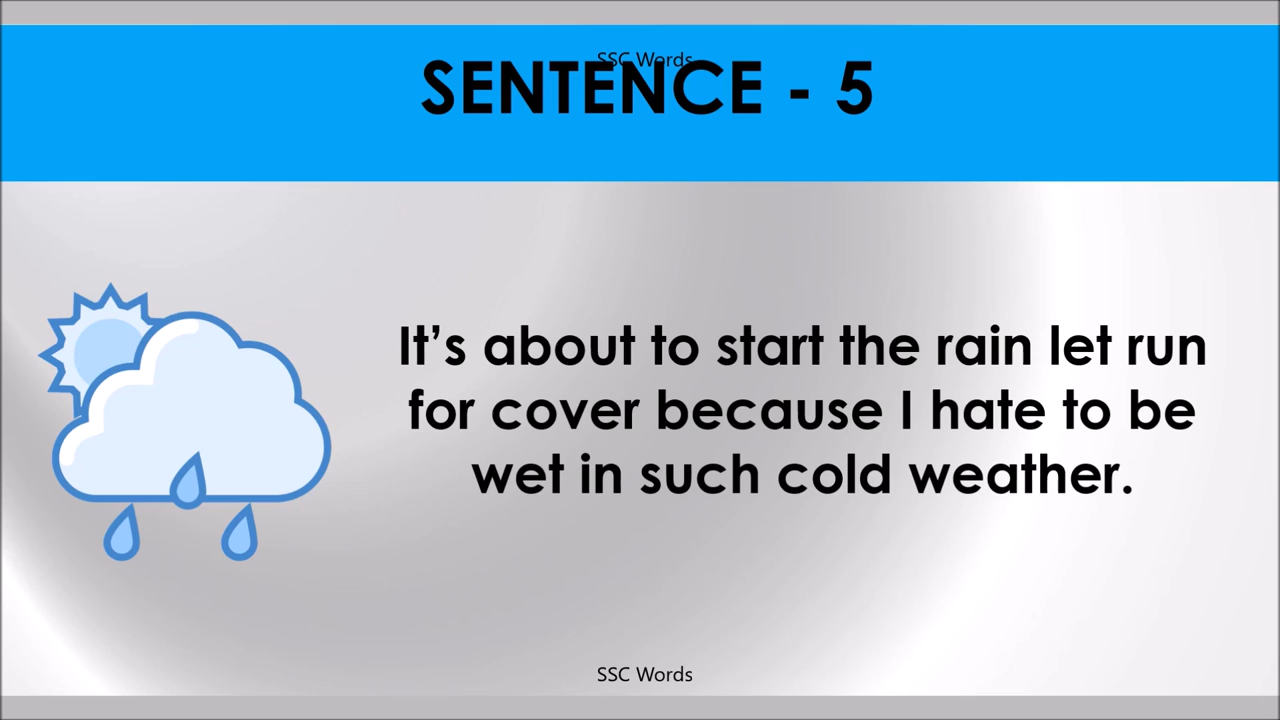 SSC Words
SENTENCE - 5
It’s about to start the rain let run
for cover because I hate to be
wet in such cold weather.
SSC Words